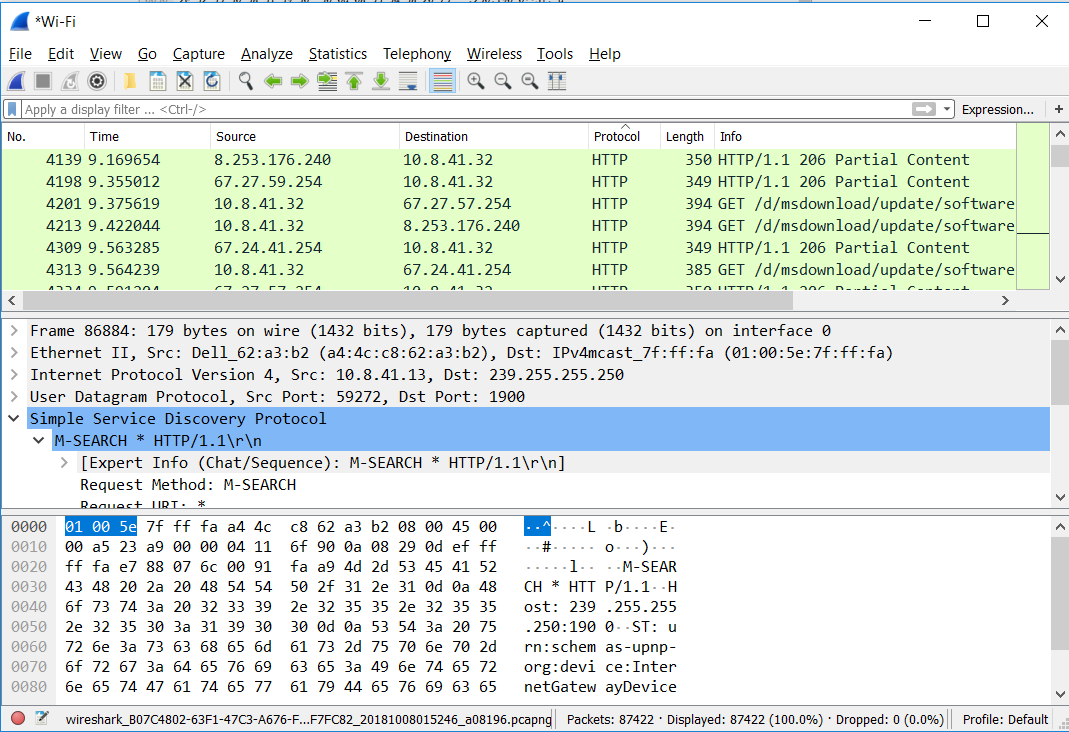 *Wi-Fi
File Edit View Go Capture Analyze Statistics Telephony Wireless Tools Help
Apply a display filter ... <Ctrl-/> Expression... +
No. Time Source Destination Protocol Length Info
4139 9.169654 8.253.176.240 10.8.41.32 HTTP 350 HTTP/1.1 206 Partial Content
4198 9.355012 67.27.59.254 10.8.41.32 HTTP 349 HTTP/1.1 206 Partial Content
4201 9.375619 10.8.41.32 67.27.57.254 HTTP 394 GET /d/msdownload/update/software
4213 9.422044 10.8.41.32 8.253.176.240 HTTP 394 GET /d/msdownload/update/software
4309 9.563285 67.24.41.254 10.8.41.32 HTTP 349 HTTP/1.1 206 Partial Content
4313 9.564239 10.8.41.32 67.24.41.254 HTTP 385 GET /d/msdownload/update/software
Frame 86884: 179 bytes on wire (1432 bits), 179 bytes captured (1432 bits) on interface 0
Ethernet II, Src: Dell_62:a3:b2 (a4:4c:c8:62:a3:b2), Dst: IPv4mcast_7f:ff:fa (01:00:5e:7f:ff:fa)
Internet Protocol Version 4, Src: 10.8.41.13, Dst: 239.255.255.250
User Datagram Protocol, Src Port: 59272, Dst Port: 1900
Simple Service Discovery Protocol
M-SEARCH * HTTP/1.1\r\n
[Expert Info (Chat/Sequence): M-SEARCH * HTTP/1.1\r\n]
Request Method: M-SEARCH
Request URI: *
0000 01 00 5e 7f ff fa a4 4c c8 62 a3 b2 08 00 45 00 ··^····L ·b····E·
0010 00 a5 23 a9 00 00 04 11 6f 90 0a 08 29 0d ef ff ··#····· o···)···
0020 ff fa e7 88 07 6c 00 91 fa a9 4d 2d 53 45 41 52 ·····l·· ··M-SEAR
0030 43 48 20 2a 20 48 54 54 50 2f 31 2e 31 0d 0a 48 CH * HTT P/1.1··H
0040 6f 73 74 3a 20 32 33 39 2e 32 35 35 2e 32 35 35 ost: 239 .255.255
0050 2e 32 35 30 3a 31 39 30 30 0d 0a 53 54 3a 20 75 .250:190 0··ST: u
0060 72 6e 3a 73 63 68 65 6d 61 73 2d 75 70 6e 70 2d rn:schem as-upnp-
0070 6f 72 67 3a 64 65 76 69 63 65 3a 49 6e 74 65 72 org:devi ce:Inter
0080 6e 65 74 47 61 74 65 77 61 79 44 65 76 69 63 65 netGatew ayDevice
wireshark_B07C4802-63F1-47C3-A676-F...F7FC82_20181008015246_a08196.pcapng Packets: 87422 · Displayed: 87422 (100.0%) · Dropped: 0 (0.0%) Profile: Default